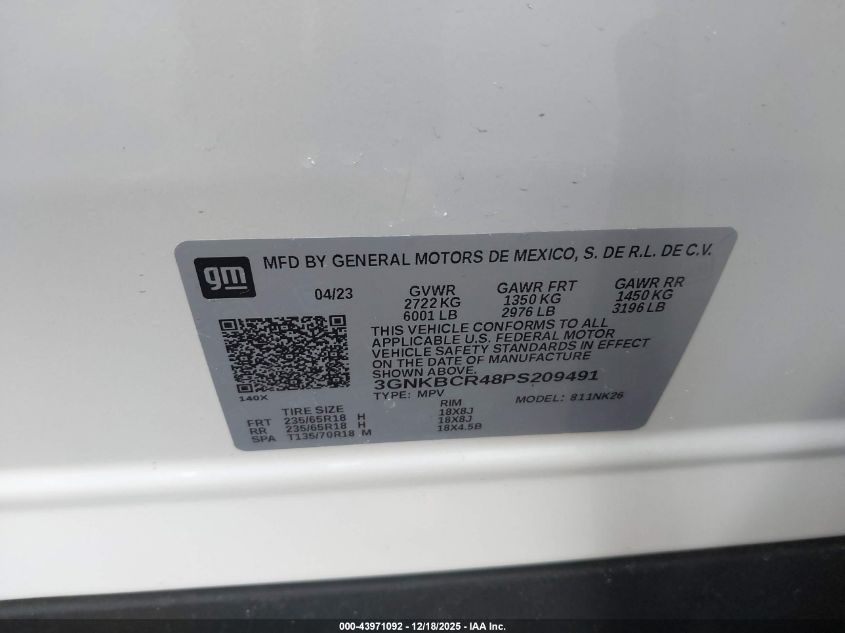 gm MFD BY GENERAL MOTORS DE MEXICO, S. DE R.L. DE C.V.
04/23 GVWR GAWR FRT GAWR RR
2722 KG 1350 KG 1450 KG
6001 LB 2976 LB 3196 LB
THIS VEHICLE CONFORMS TO ALL
APPLICABLE U.S. FEDERAL MOTOR
VEHICLE SAFETY STANDARDS IN EFFECT
ON THE DATE OF MANUFACTURE
SHOWN ABOVE.
3GNKBCR48PS209491
140X TYPE: MPV MODEL: 811NK26
TIRE SIZE RIM
FRT 235/65R18 H 18X8J
RR 235/65R18 H 18X8J
SPA T135/70R18 M 18X4.5B
000-43971092 - 12/18/2025 - IAA Inc.